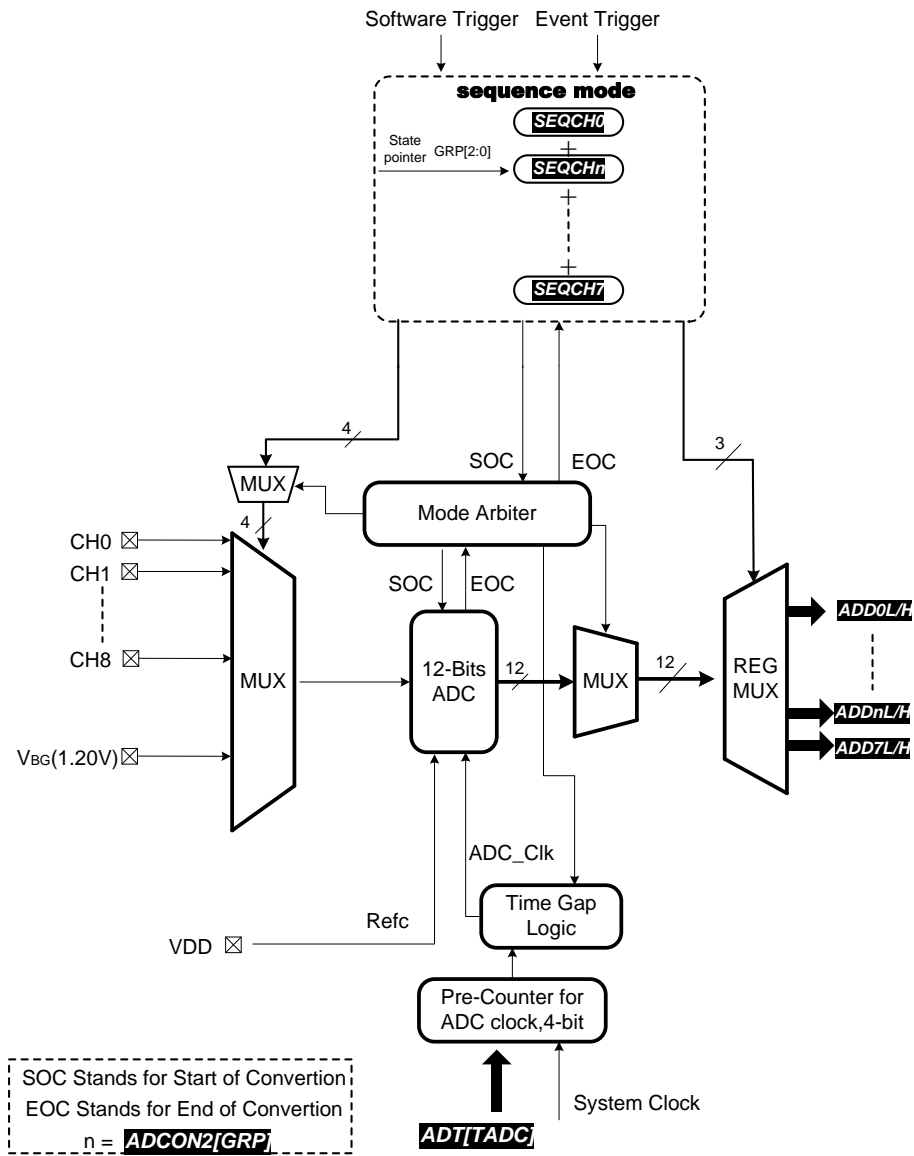 Software Trigger
Event Trigger
sequence mode
SEQCH0
State
pointer
GRP[2:0]
SEQCHn
SEQCH7
4
3
SOC
EOC
MUX
Mode Arbiter
4
CH0
CH1
SOC
EOC
CH8
MUX
12-Bits
ADC
12
MUX
12
REG
MUX
ADD0L/H
ADDnL/H
ADD7L/H
VBG(1.20V)
ADC_Clk
Time Gap
Logic
Refc
VDD
Pre-Counter for
ADC clock,4-bit
SOC Stands for Start of Convertion
EOC Stands for End of Convertion
n = ADCON2[GRP]
System Clock
ADT[TADC]